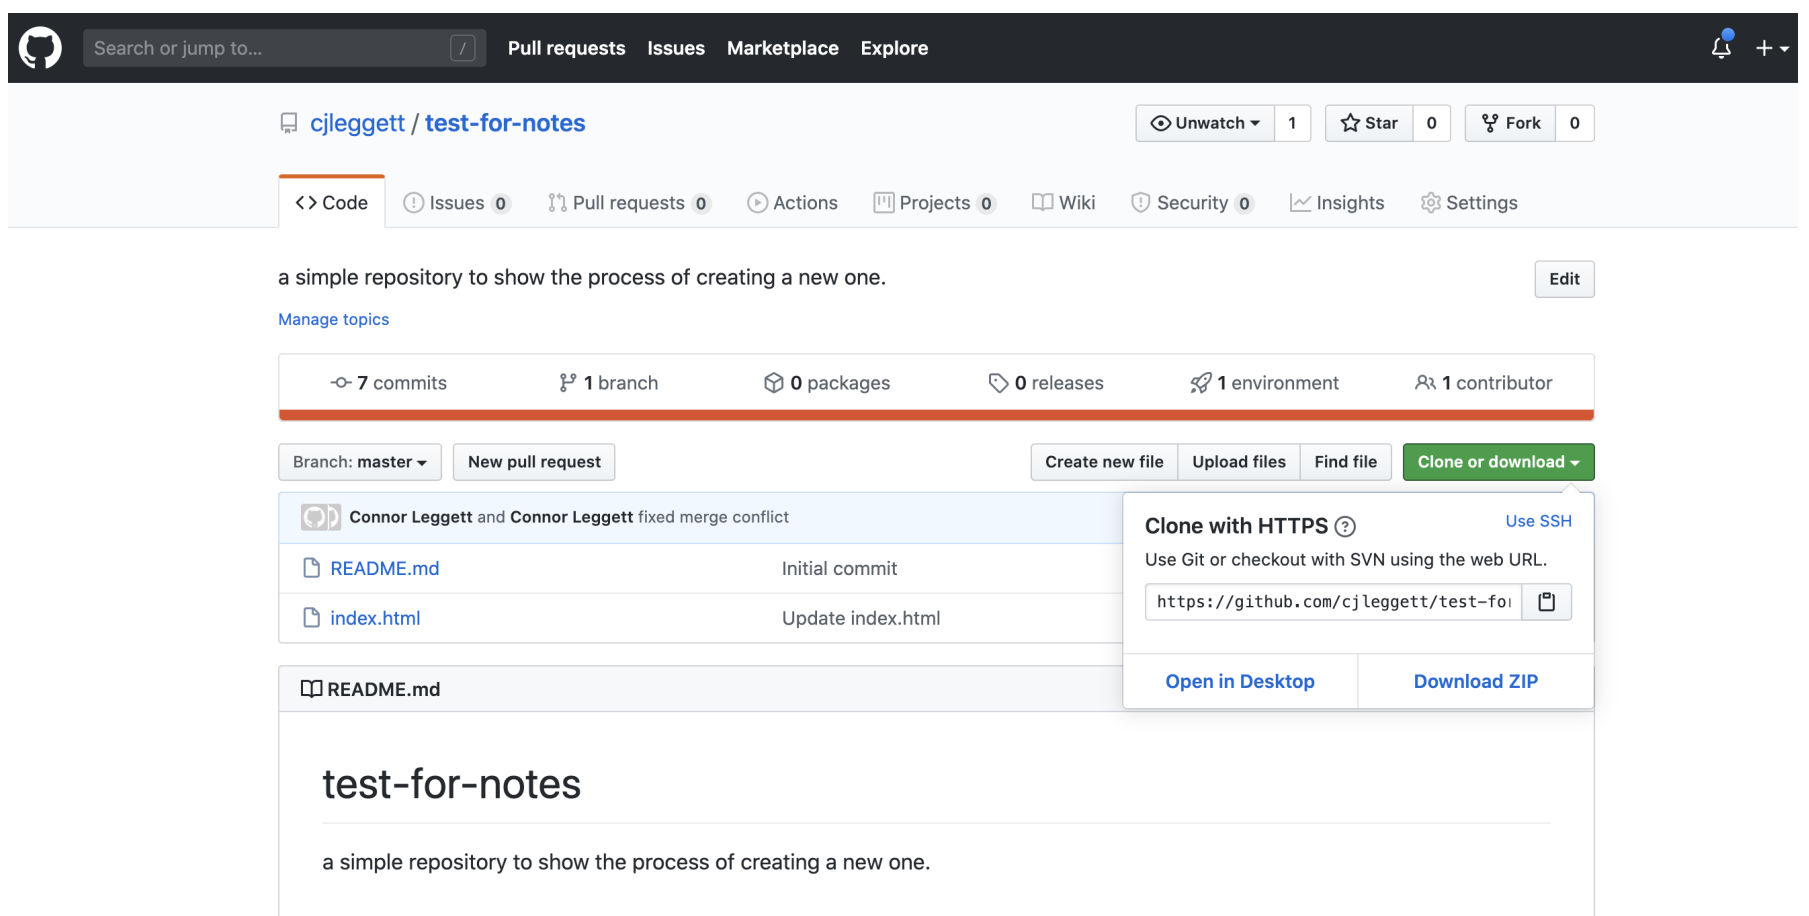 Search or jump to... / Pull requests Issues Marketplace Explore
cjleggett / test-for-notes Unwatch 1 Star 0 Fork 0
Code Issues 0 Pull requests 0 Actions Projects 0 Wiki Security 0 Insights Settings
a simple repository to show the process of creating a new one. Edit
Manage topics
7 commits 1 branch 0 packages 0 releases 1 environment 1 contributor
Branch: master New pull request Create new file Upload files Find file Clone or download
Connor Leggett and Connor Leggett fixed merge conflict
README.md Initial commit
index.html Update index.html
Clone with HTTPS ? Use SSH
Use Git or checkout with SVN using the web URL.
https://github.com/cjleggett/test-for
Open in Desktop Download ZIP
README.md
test-for-notes
a simple repository to show the process of creating a new one.